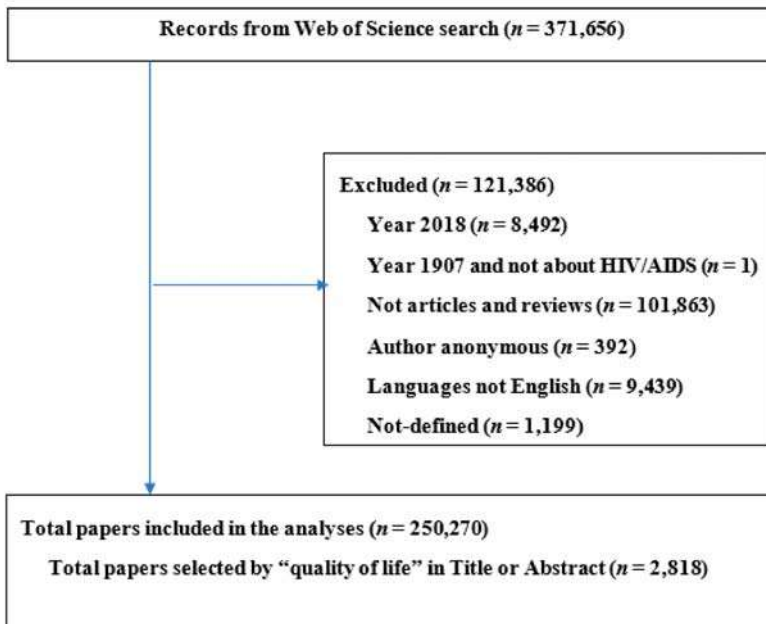 Records from Web of Science search (n = 371,656)
Excluded (n = 121,386)
Year 2018 (n = 8,492)
Year 1907 and not about HIV/AIDS (n = 1)
Not articles and reviews (n = 101,863)
Author anonymous (n = 392)
Languages not English (n = 9,439)
Not-defined (n = 1,199)
Total papers included in the analyses (n = 250,270)
Total papers selected by “quality of life” in Title or Abstract (n = 2,818)